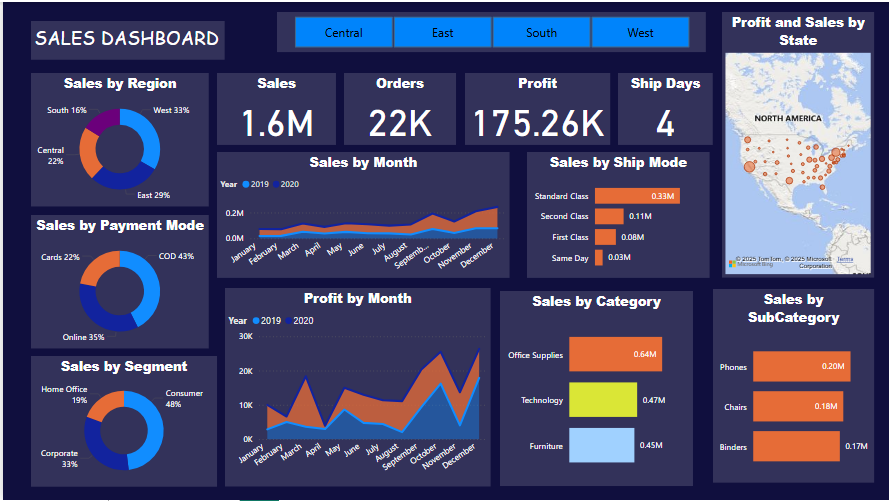 SALES DASHBOARD
Central
East
South
West
Profit and Sales by
State
NORTH AMERICA
© 2025 TomTom, © 2025 Microsoft
Corporation
Terms
Microsoft Bing
Sales by Region
South 16%
West 33%
Central
22%
East 29%
Sales
1.6M
Orders
22K
Profit
175.26K
Ship Days
4
Sales by Month
Year 2019 2020
0.2M
0.0M
January
February
March
April
May
June
July
August
Septemb...
October
November
December
Sales by Ship Mode
Standard Class 0.33M
Second Class 0.11M
First Class 0.08M
Same Day 0.03M
Sales by Payment Mode
Cards 22%
COD 43%
Online 35%
Profit by Month
Year 2019 2020
30K
20K
10K
0K
January
February
March
April
May
June
July
August
September
October
November
December
Sales by Category
Office Supplies 0.64M
Technology 0.47M
Furniture 0.45M
Sales by
SubCategory
Phones 0.20M
Chairs 0.18M
Binders 0.17M
Sales by Segment
Home Office
19%
Consumer
48%
Corporate
33%